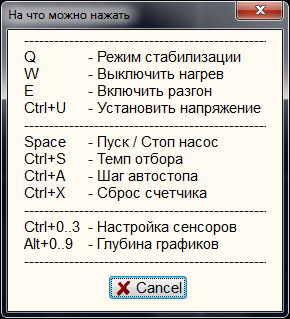 На что можно нажать
Q - Режим стабилизации
W - Выключить нагрев
E - Включить разгон
Ctrl+U - Установить напряжение
Space - Пуск / Стоп насос
Ctrl+S - Темп отбора
Ctrl+A - Шаг автостопа
Ctrl+X - Сброс счетчика
Ctrl+0..3 - Настройка сенсоров
Alt+0..9 - Глубина графиков
Cancel